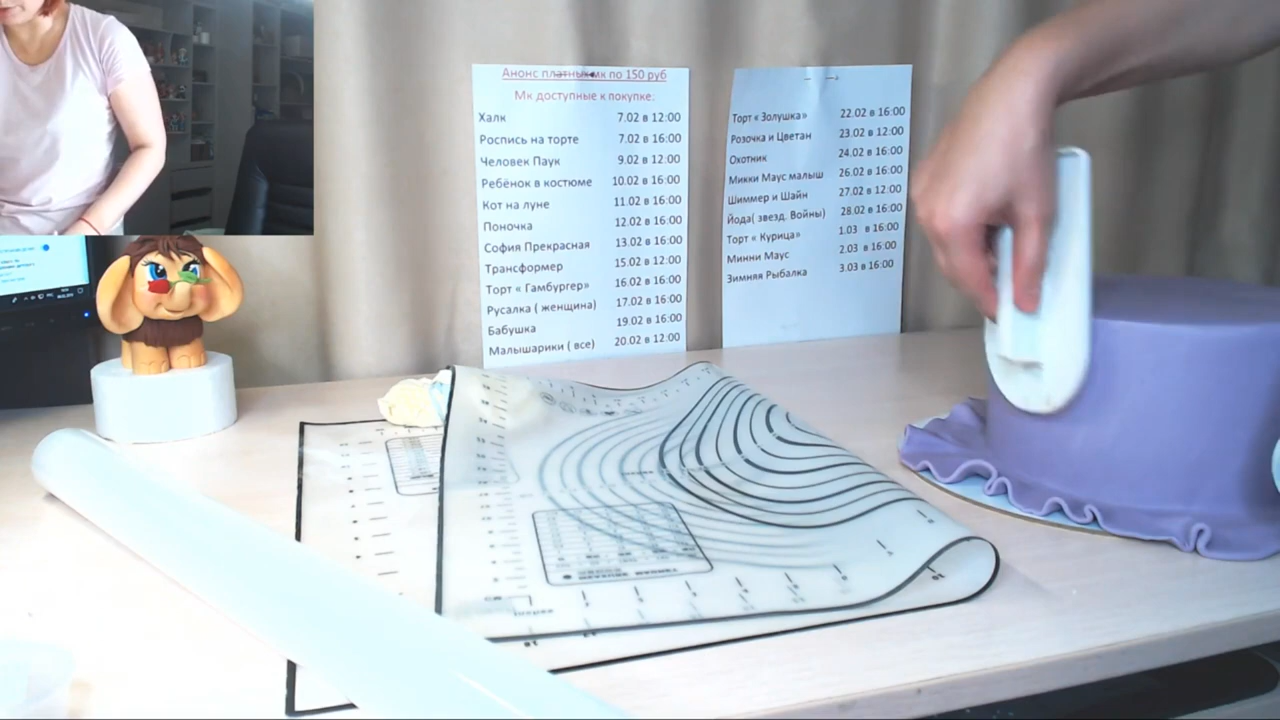 Анонс платных мк по 150 руб
Мк доступные к покупке:
Халк 7.02 в 12:00
Роспись на торте 7.02 в 16:00
Человек Паук 9.02 в 12:00
Ребёнок в костюме 10.02 в 16:00
Кот на луне 11.02 в 16:00
Поночка 12.02 в 16:00
София Прекрасная 13.02 в 16:00
Трансформер 15.02 в 12:00
Торт « Гамбургер» 16.02 в 16:00
Русалка ( женщина) 17.02 в 16:00
Бабушка 19.02 в 16:00
Малышарики ( все) 20.02 в 12:00
Торт « Золушка» 22.02 в 16:00
Розочка и Цветан 23.02 в 12:00
Охотник 24.02 в 16:00
Микки Маус малыш 26.02 в 16:00
Шиммер и Шайн 27.02 в 12:00
Йода( звезд. Войны) 28.02 в 16:00
Торт « Курица» 1.03 в 16:00
Минни Маус 2.03 в 16:00
Зимняя Рыбалка 3.03 в 16:00